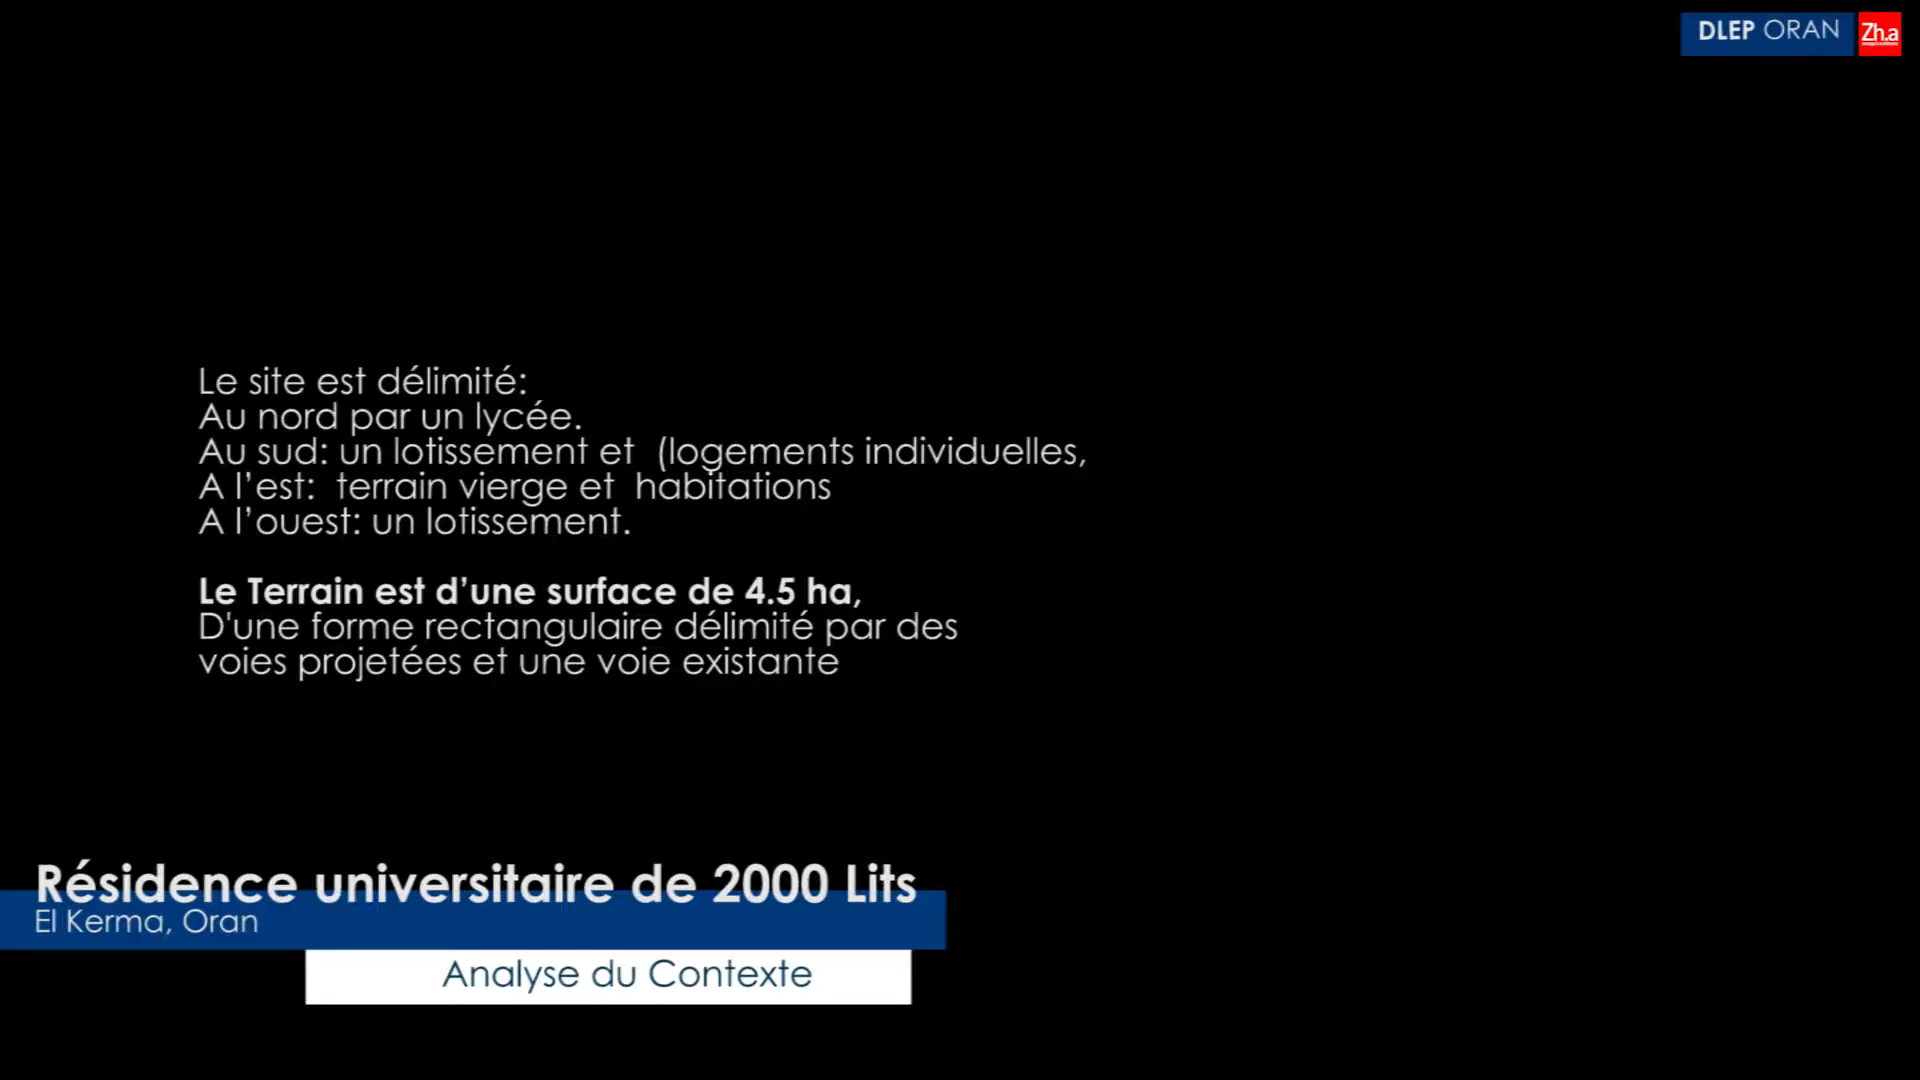 DLEP ORAN
Zh.a
Le site est délimité:
Au nord par un lycée.
Au sud: un lotissement et  (logements individuelles,
A l’est:  terrain vierge et  habitations
A l’ouest: un lotissement.
Le Terrain est d’une surface de 4.5 ha,
D'une forme rectangulaire délimité par des
voies projetées et une voie existante
Résidence universitaire de 2000 Lits
El Kerma, Oran
Analyse du Contexte